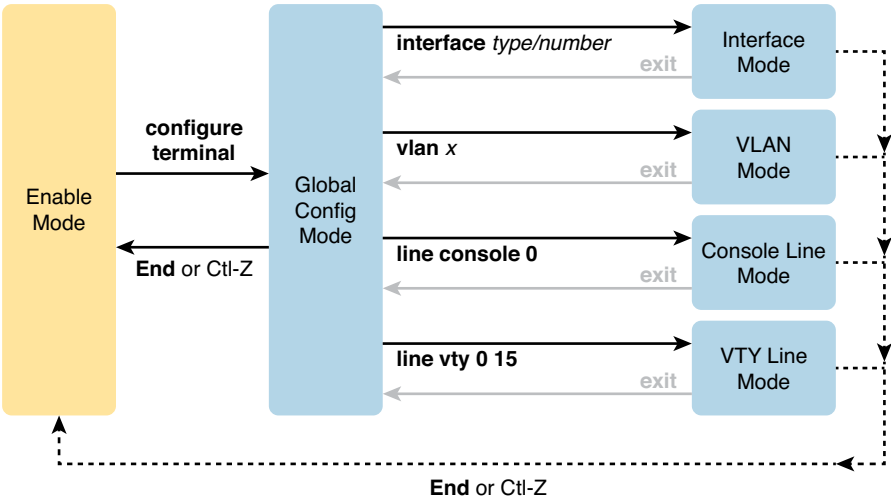 Enable
Mode
configure
terminal
End or Ctl-Z
Global
Config
Mode
interface type/number
exit
Interface
Mode
vlan x
exit
VLAN
Mode
line console 0
exit
Console Line
Mode
line vty 0 15
exit
VTY Line
Mode
End or Ctl-Z